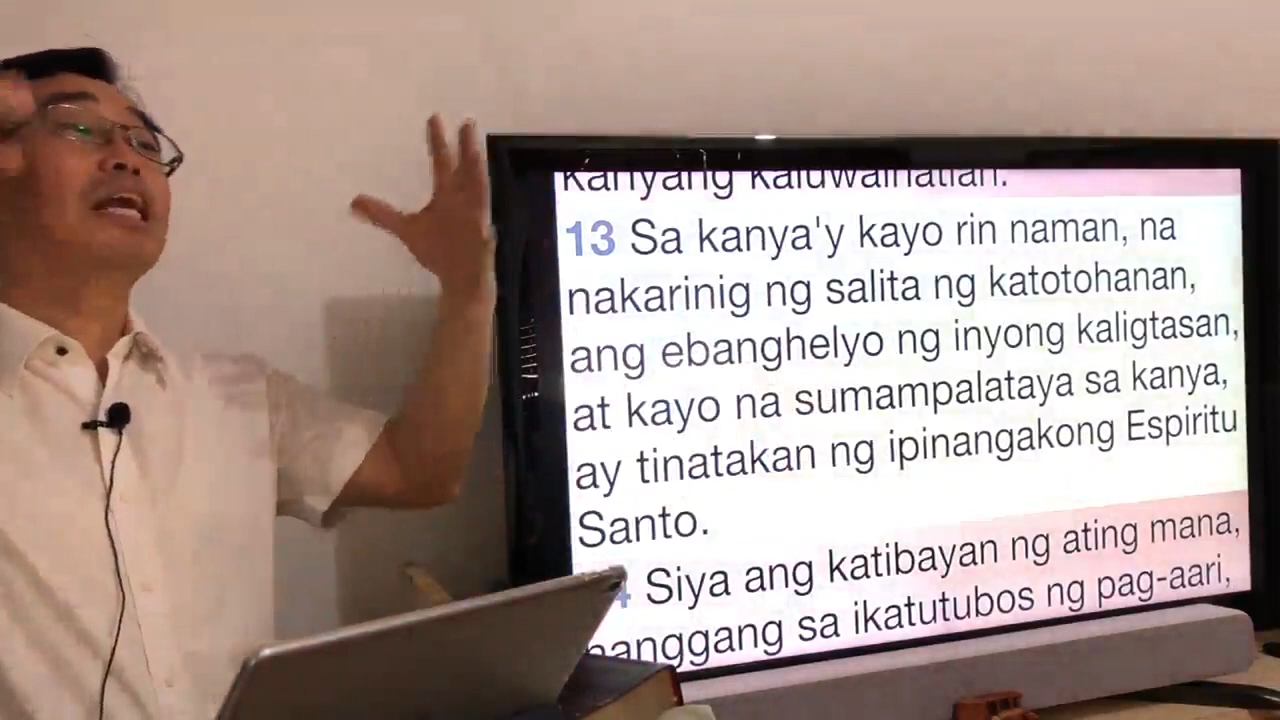 kanyang kaluwalhatian.
13 Sa kanya'y kayo rin naman, na
nakarinig ng salita ng katotohanan,
ang ebanghelyo ng inyong kaligtasan,
at kayo na sumampalataya sa kanya,
ay tinatakan ng ipinangakong Espiritu
Santo.
Siya ang katibayan ng ating mana,
hanggang sa ikatutubos ng pag-aari,